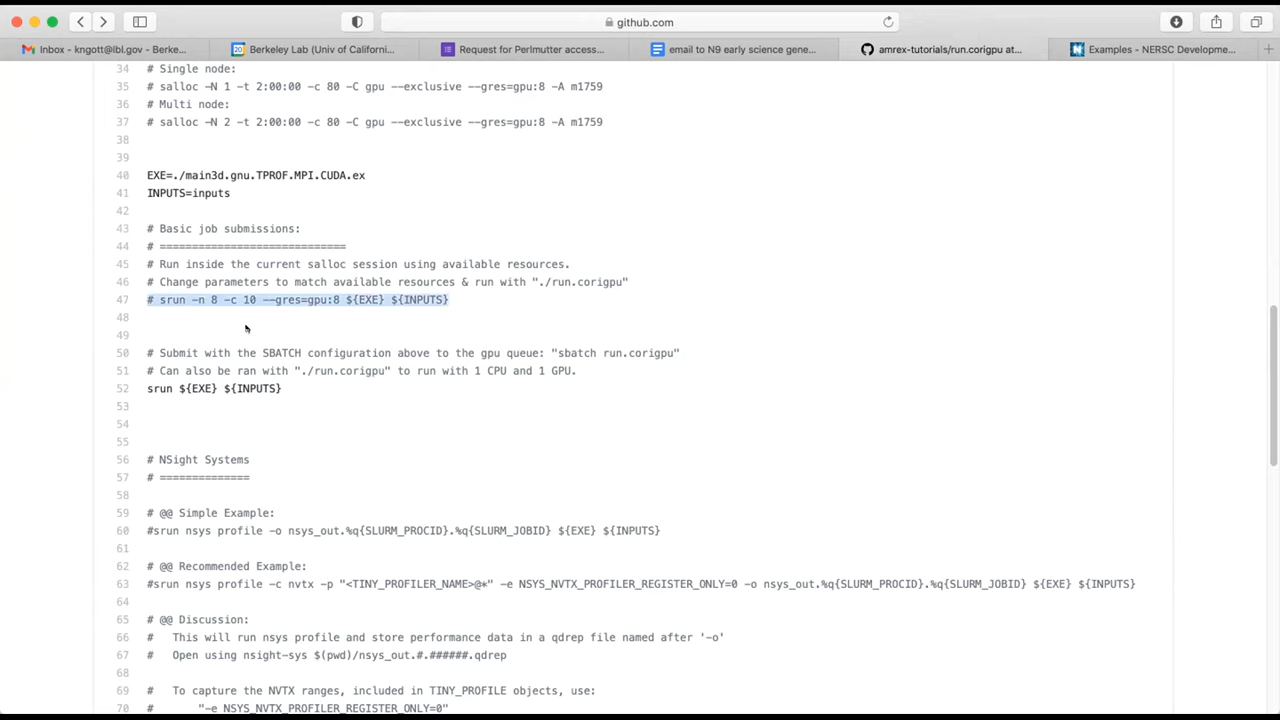 github.com
Inbox - kngott@lbl.gov - Berke...
Berkeley Lab (Univ of Californi...
Request for Perlmutter access...
email to N9 early science gene...
amrex-tutorials/run.corigpu at...
Examples - NERSC Developme...
34 # Single node:
35 # salloc -N 1 -t 2:00:00 -c 80 -C gpu --exclusive --gres=gpu:8 -A m1759
36 # Multi node:
37 # salloc -N 2 -t 2:00:00 -c 80 -C gpu --exclusive --gres=gpu:8 -A m1759
38
39
40 EXE=./main3d.gnu.TPROF.MPI.CUDA.ex
41 INPUTS=inputs
42
43 # Basic job submissions:
44 # ============================
45 # Run inside the current salloc session using available resources.
46 # Change parameters to match available resources & run with "./run.corigpu"
47 # srun -n 8 -c 10 --gres=gpu:8 ${EXE} ${INPUTS}
48
49
50 # Submit with the SBATCH configuration above to the gpu queue: "sbatch run.corigpu"
51 # Can also be ran with "./run.corigpu" to run with 1 CPU and 1 GPU.
52 srun ${EXE} ${INPUTS}
53
54
55
56 # NSight Systems
57 # ==============
58
59 # @@ Simple Example:
60 #srun nsys profile -o nsys_out.%q{SLURM_PROCID}.%q{SLURM_JOBID} ${EXE} ${INPUTS}
61
62 # @@ Recommended Example:
63 #srun nsys profile -c nvtx -p "<TINY_PROFILER_NAME>@*" -e NSYS_NVTX_PROFILER_REGISTER_ONLY=0 -o nsys_out.%q{SLURM_PROCID}.%q{SLURM_JOBID} ${EXE} ${INPUTS}
64
65 # @@ Discussion:
66 # This will run nsys profile and store performance data in a qdrep file named after '-o'
67 # Open using nsight-sys $(pwd)/nsys_out.#.######.qdrep
68
69 # To capture the NVTX ranges, included in TINY_PROFILE objects, use:
70 # "-e NSYS_NVTX_PROFILER_REGISTER_ONLY=0"